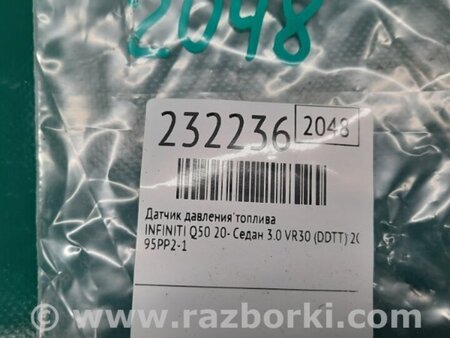 2048
232236 2048
Датчик давления топлива
INFINITI Q50 20- Седан 3.0 VR30 (DDTT) 20
95PP2-1
© www.razborki.com